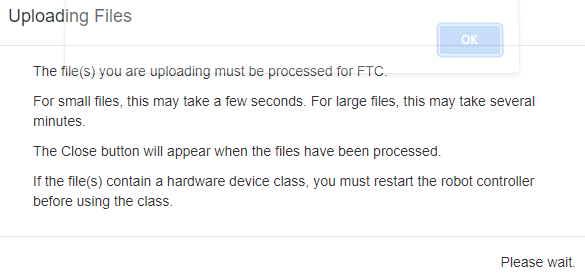 Uploading Files
OK
The file(s) you are uploading must be processed for FTC.
For small files, this may take a few seconds. For large files, this may take several
minutes.
The Close button will appear when the files have been processed.
If the file(s) contain a hardware device class, you must restart the robot controller
before using the class.
Please wait.